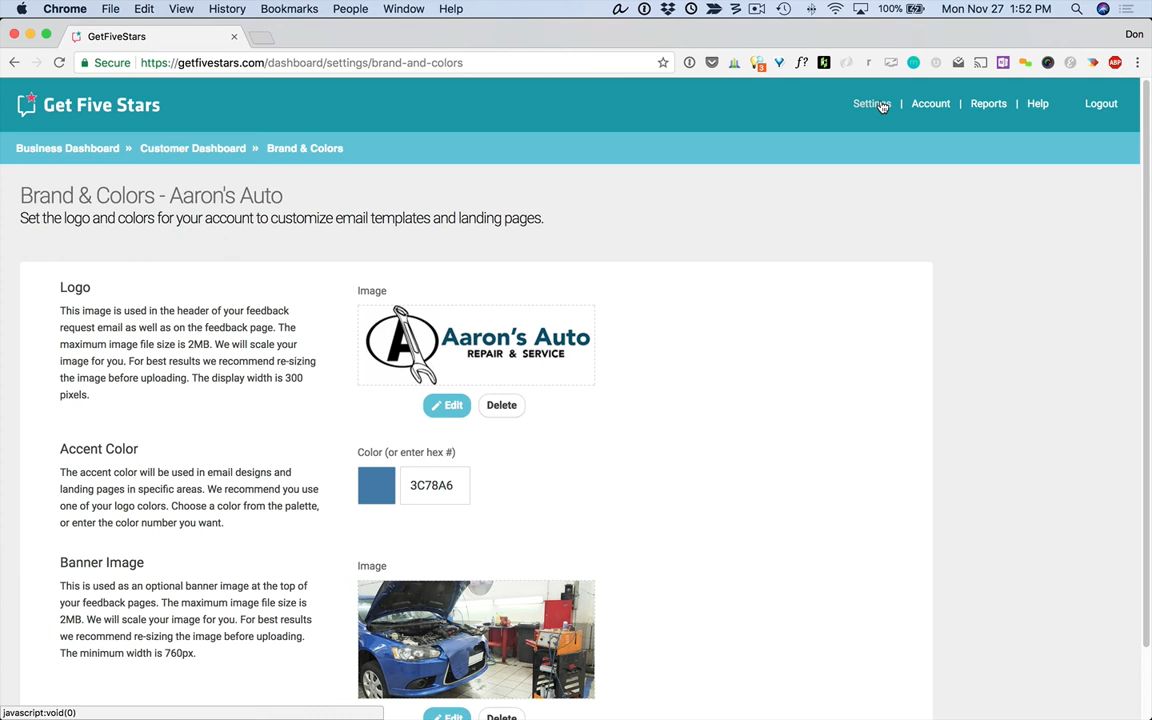 Chrome File Edit View History Bookmarks People Window Help 100% Mon Nov 27 1:52 PM
GetFiveStars Don
Secure https://getfivestars.com/dashboard/settings/brand-and-colors
Get Five Stars Settings | Account | Reports | Help Logout
Business Dashboard » Customer Dashboard » Brand & Colors
Brand & Colors - Aaron's Auto
Set the logo and colors for your account to customize email templates and landing pages.
Logo
This image is used in the header of your feedback
request email as well as on the feedback page. The
maximum image file size is 2MB. We will scale your
image for you. For best results we recommend re-sizing
the image before uploading. The display width is 300
pixels.
Image
A Aaron's Auto
REPAIR & SERVICE
Edit Delete
Accent Color
The accent color will be used in email designs and
landing pages in specific areas. We recommend you use
one of your logo colors. Choose a color from the palette,
or enter the color number you want.
Color (or enter hex #)
3C78A6
Banner Image
This is used as an optional banner image at the top of
your feedback pages. The maximum image file size is
2MB. We will scale your image for you. For best results
we recommend re-sizing the image before uploading.
The minimum width is 760px.
Image
Edit Delete
javascript:void(0)